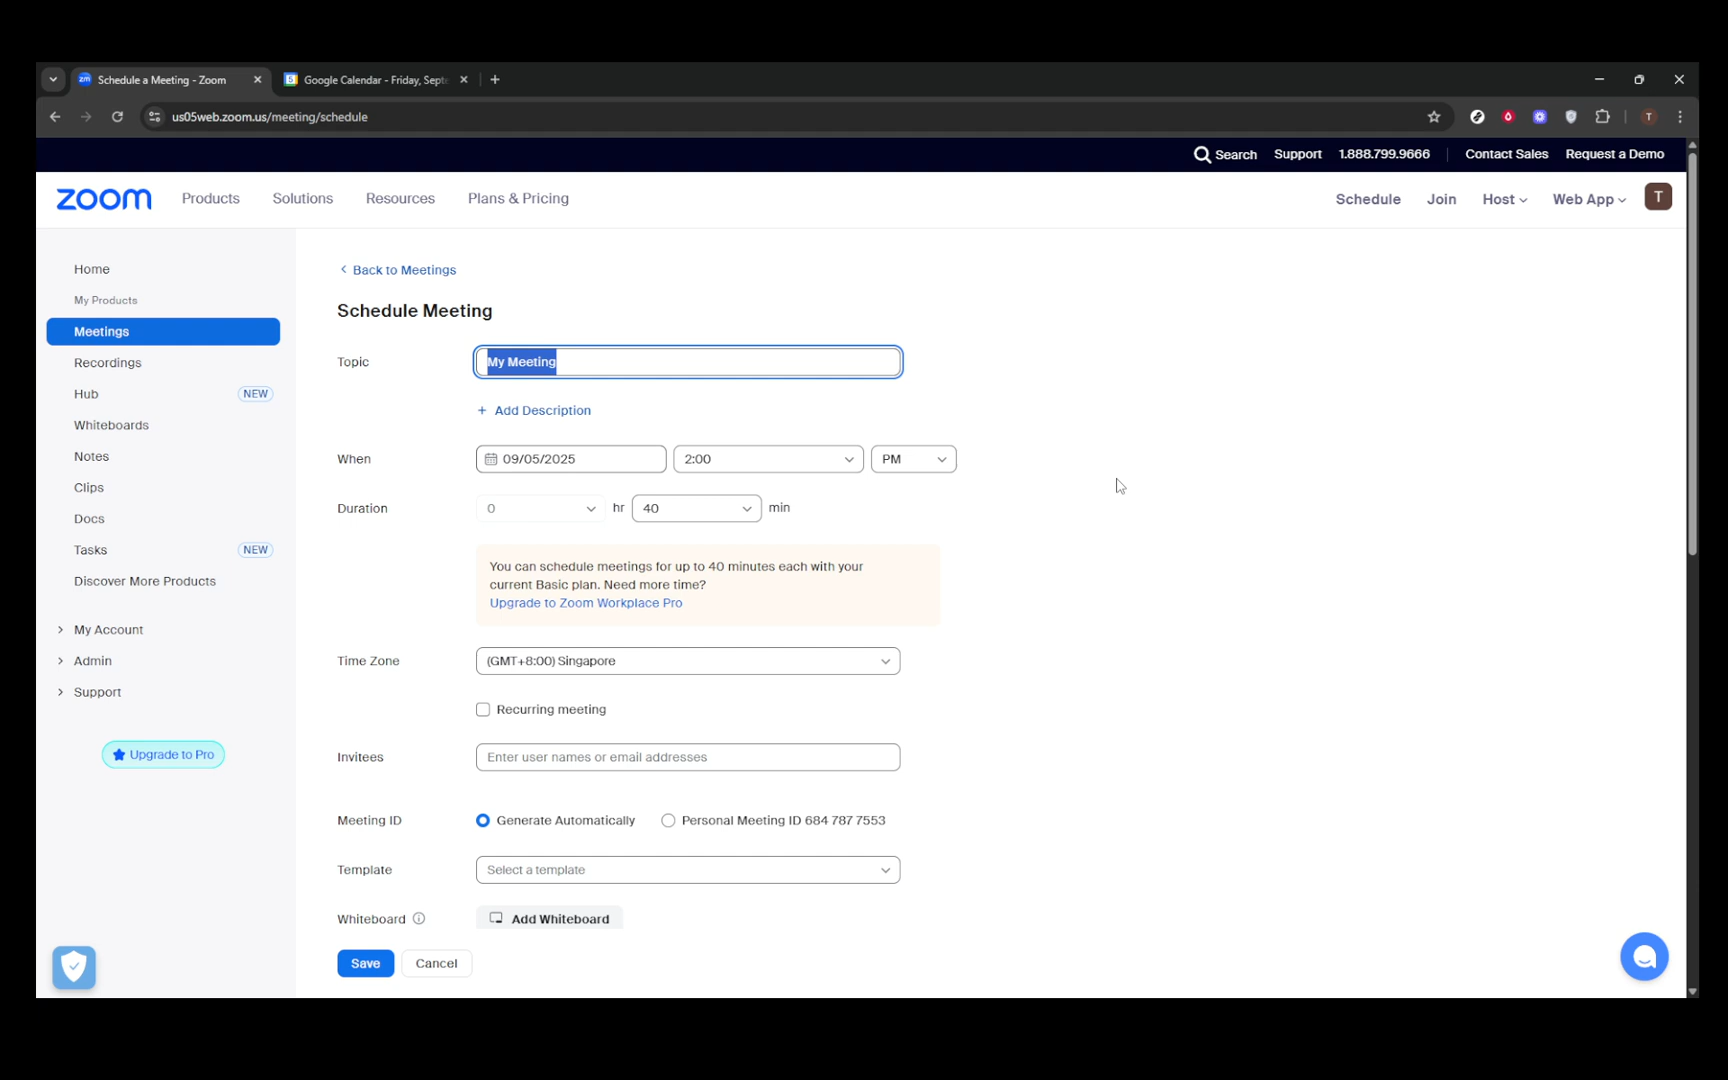 Schedule a Meeting - Zoom
Google Calendar - Friday, Sept
us05web.zoom.us/meeting/schedule
T
Search Support 1.888.799.9666 Contact Sales Request a Demo
zoom Products Solutions Resources Plans & Pricing Schedule Join Host Web App T
Home
My Products
Meetings
Recordings
Hub NEW
Whiteboards
Notes
Clips
Docs
Tasks NEW
Discover More Products
My Account
Admin
Support
Upgrade to Pro
Back to Meetings
Schedule Meeting
Topic My Meeting
+ Add Description
When 09/05/2025 2:00 PM
Duration 0 hr 40 min
You can schedule meetings for up to 40 minutes each with your
current Basic plan. Need more time?
Upgrade to Zoom Workplace Pro
Time Zone (GMT+8:00) Singapore
Recurring meeting
Invitees Enter user names or email addresses
Meeting ID Generate Automatically Personal Meeting ID 684 787 7553
Template Select a template
Whiteboard Add Whiteboard
Save Cancel